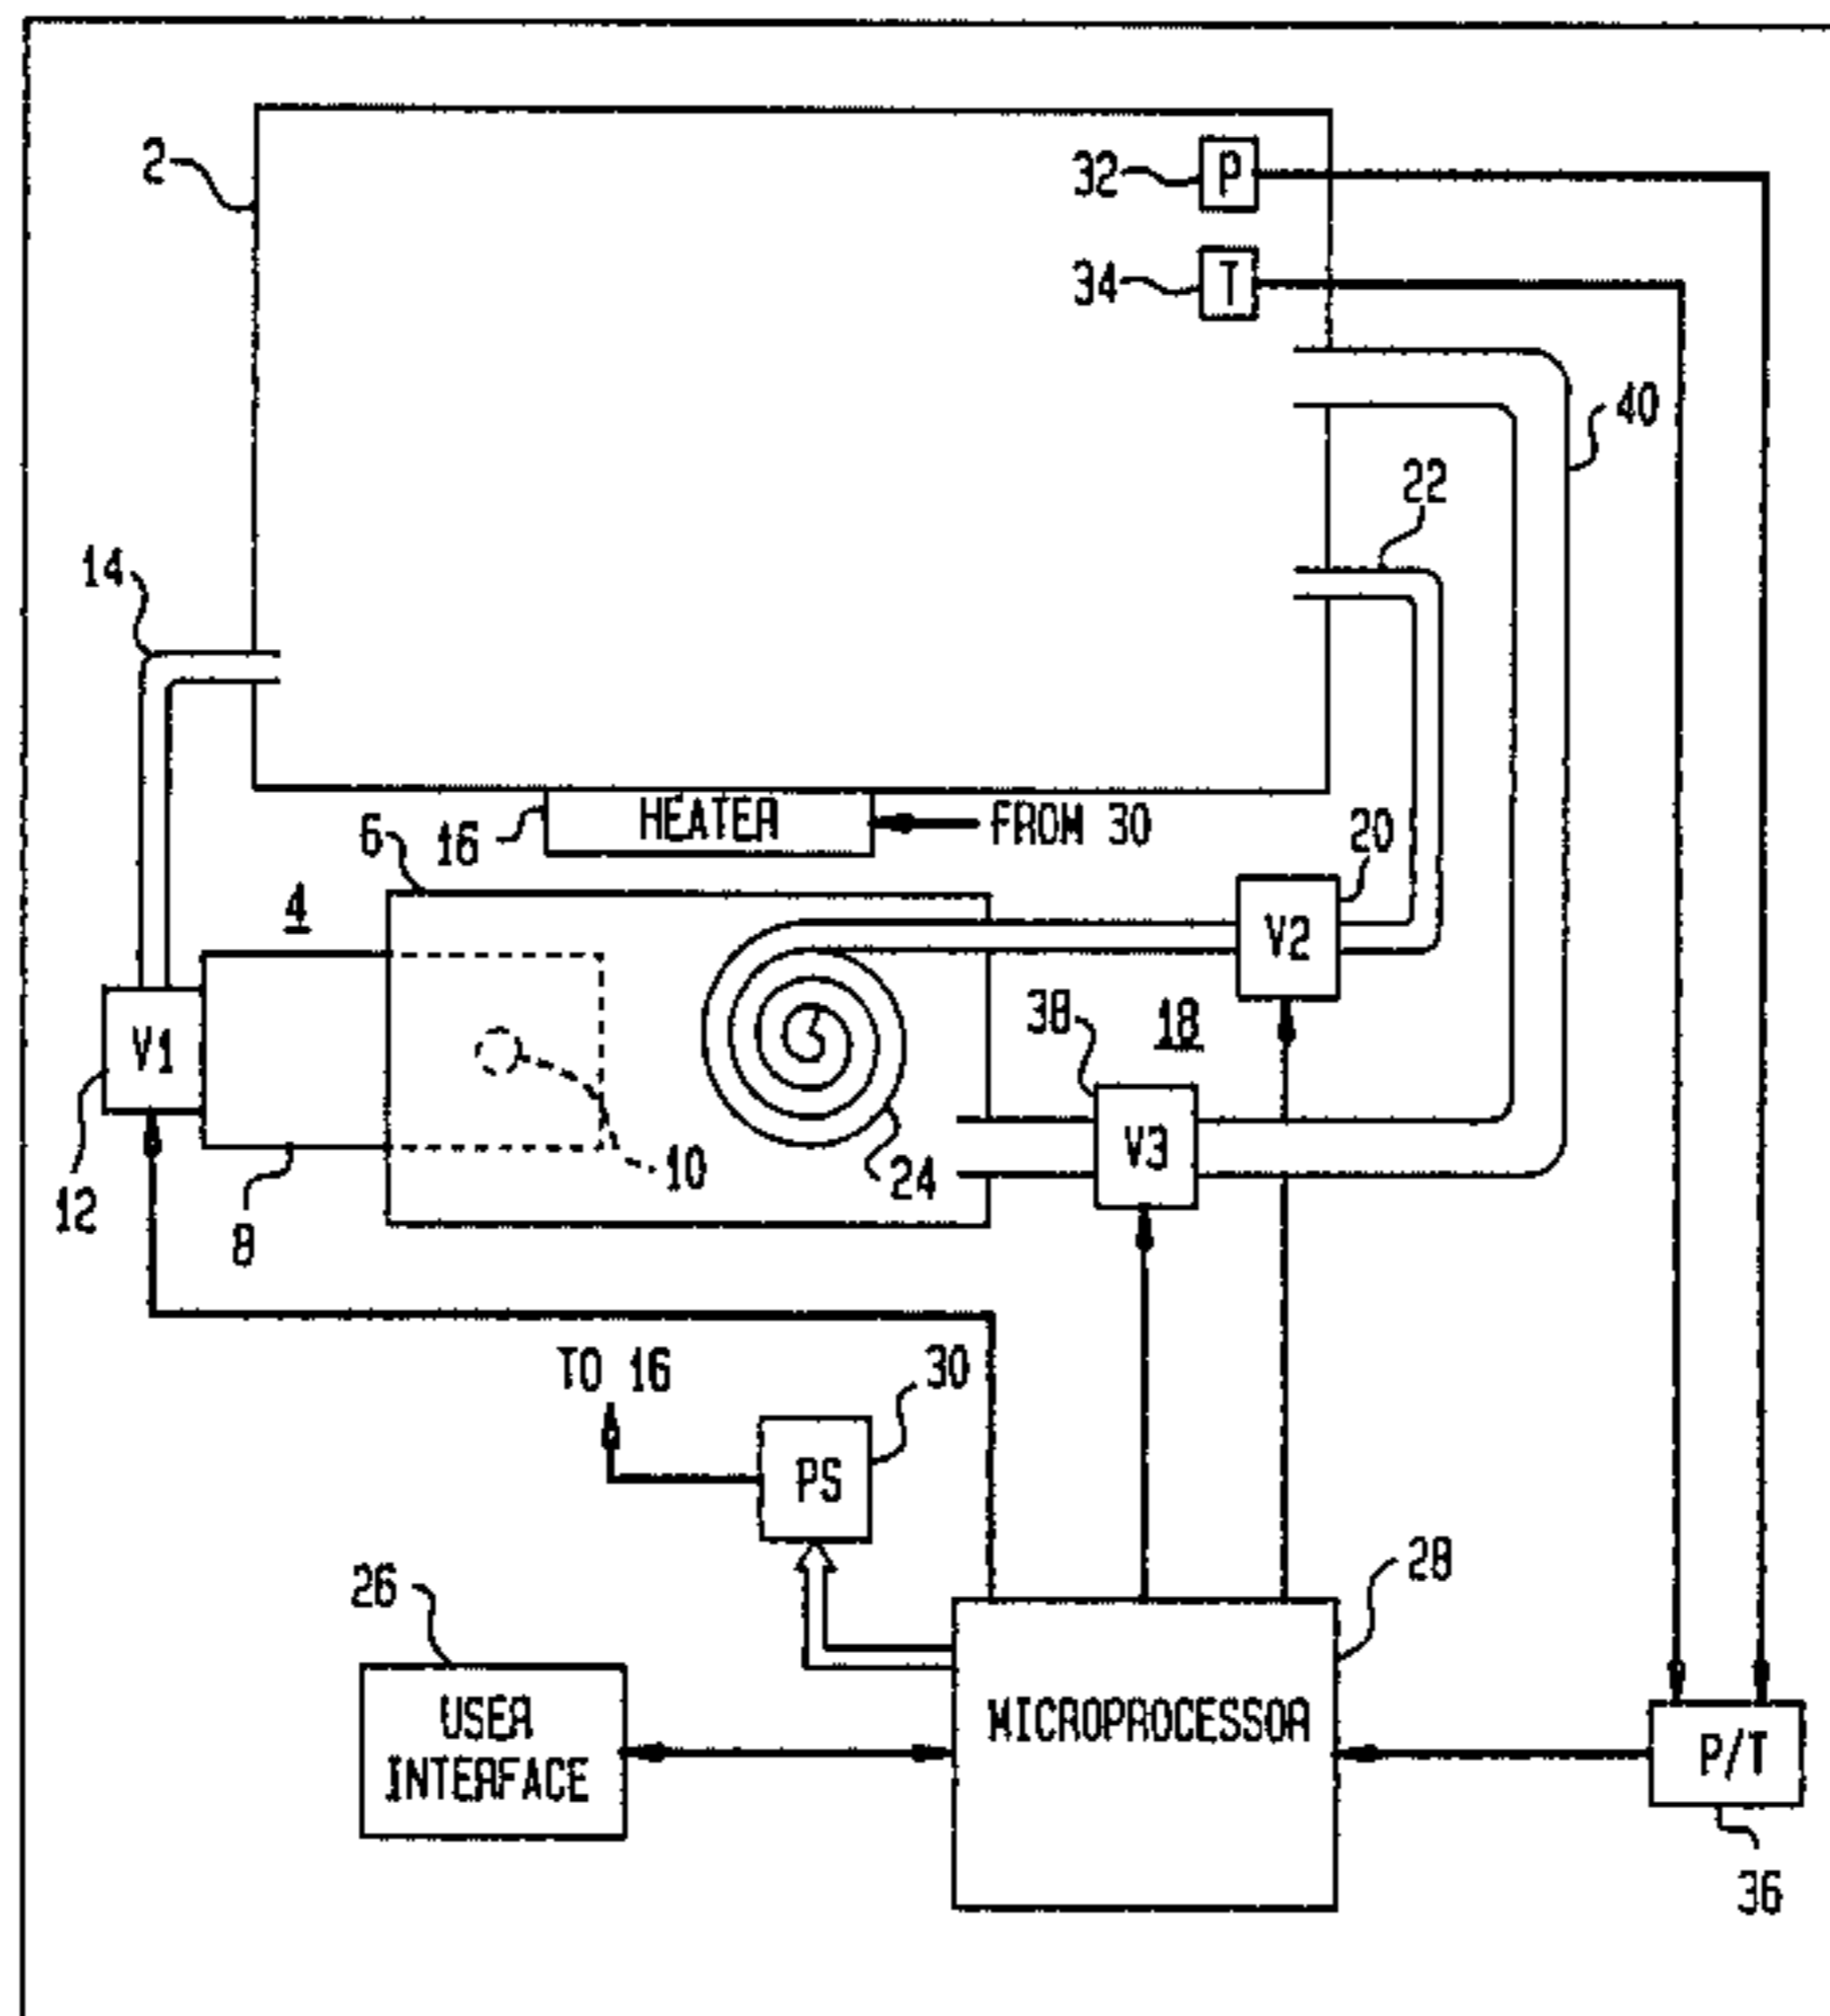 2
32
P
34
T
40
22
14
HEATER
FROM 30
6
16
20
4
V2
38
18
V1
V3
10
24
12
8
TO 16
30
PS
28
26
USER
INTERFACE
MICROPROCESSOR
P/T
36